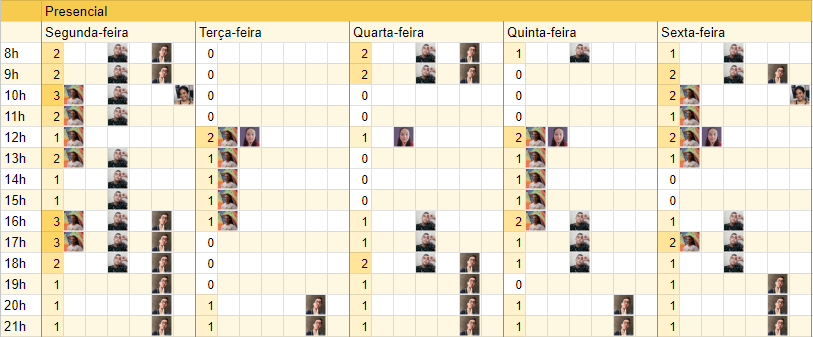 Presencial
Segunda-feira Terça-feira Quarta-feira Quinta-feira Sexta-feira
8h 2 0 2 1 1
9h 2 0 2 0 2
10h 3 0 0 0 2
11h 2 0 0 0 1
12h 1 2 1 2 2
13h 2 1 0 1 1
14h 1 1 0 1 0
15h 1 1 0 1 0
16h 3 1 1 2 1
17h 3 0 1 1 2
18h 2 0 2 1 1
19h 1 0 1 0 1
20h 1 1 1 1 1
21h 1 1 1 1 1